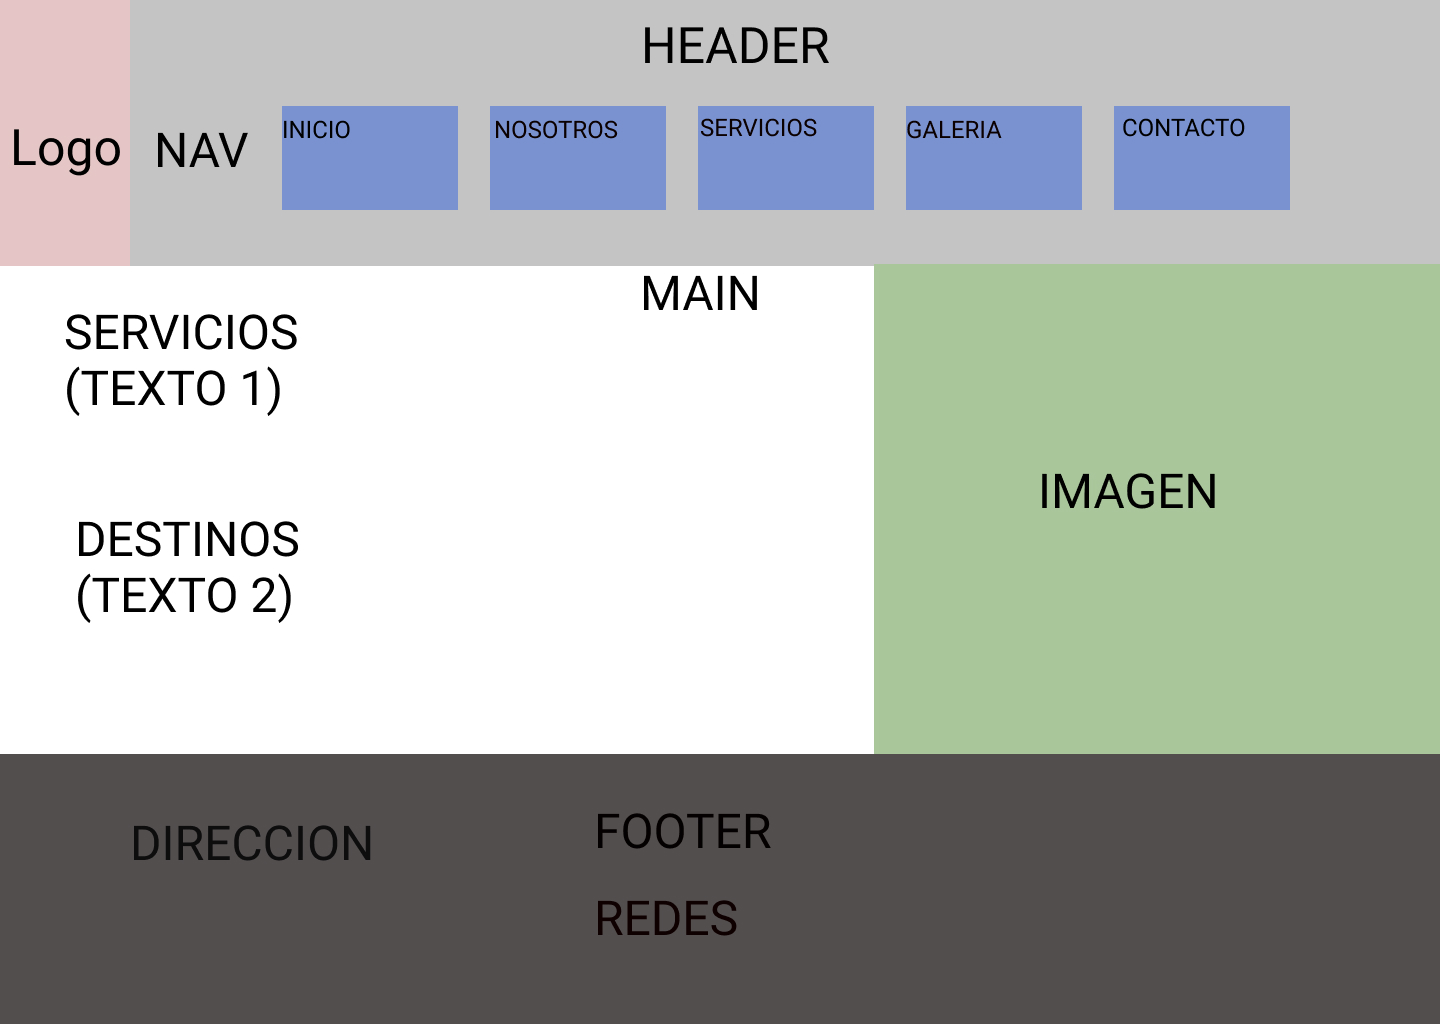 HEADER
Logo
NAV
INICIO
NOSOTROS
SERVICIOS
GALERIA
CONTACTO
MAIN
SERVICIOS
(TEXTO 1)
IMAGEN
DESTINOS
(TEXTO 2)
DIRECCION
FOOTER
REDES